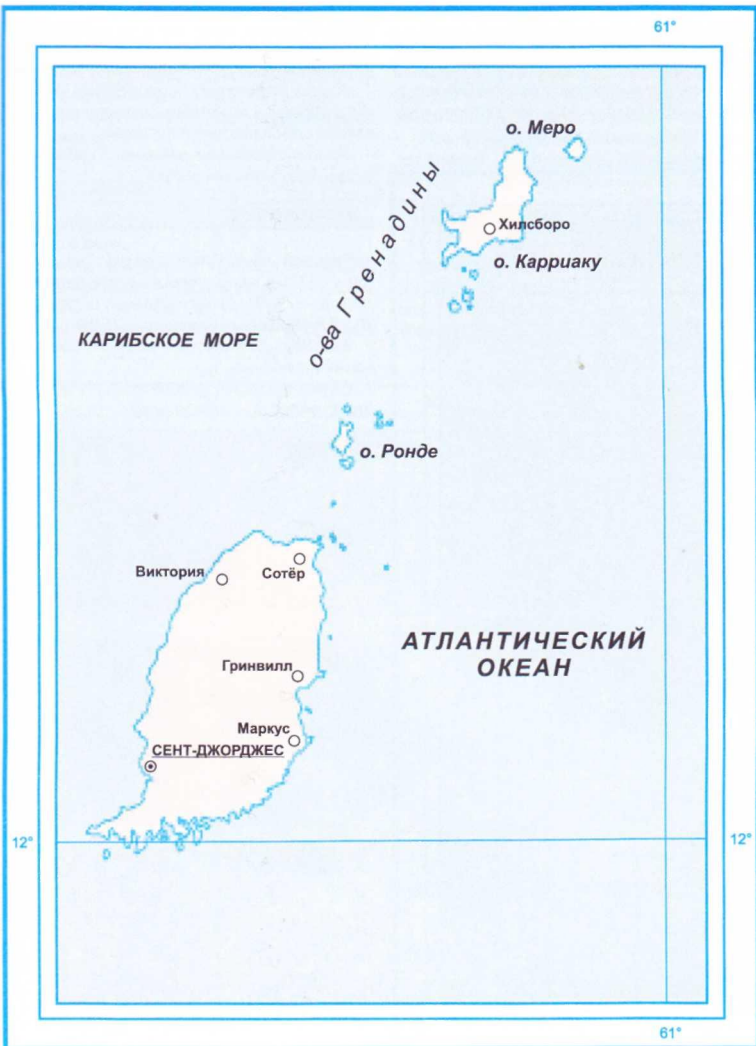 61°
о. Меро
Хилсборо
о. Карриаку
о-ва Гренадины
КАРИБСКОЕ МОРЕ
о. Ронде
Виктория
Сотёр
АТЛАНТИЧЕСКИЙ
ОКЕАН
Гринвилл
Маркус
СЕНТ-ДЖОРДЖЕС
12°
12°
61°